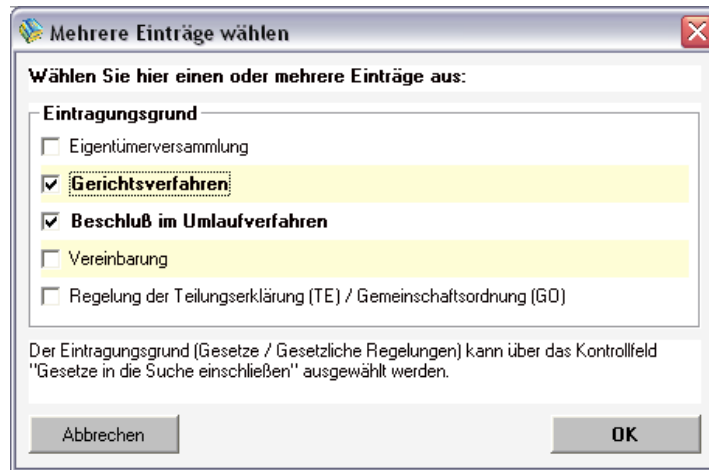 Mehrere Einträge wählen
Wählen Sie hier einen oder mehrere Einträge aus:
Eintragungsgrund
Eigentümerversammlung
Gerichtsverfahren
Beschluß im Umlaufverfahren
Vereinbarung
Regelung der Teilungserklärung (TE) / Gemeinschaftsordnung (GO)
Der Eintragungsgrund (Gesetze / Gesetzliche Regelungen) kann über das Kontrollfeld
"Gesetze in die Suche einschließen" ausgewählt werden.
Abbrechen
OK